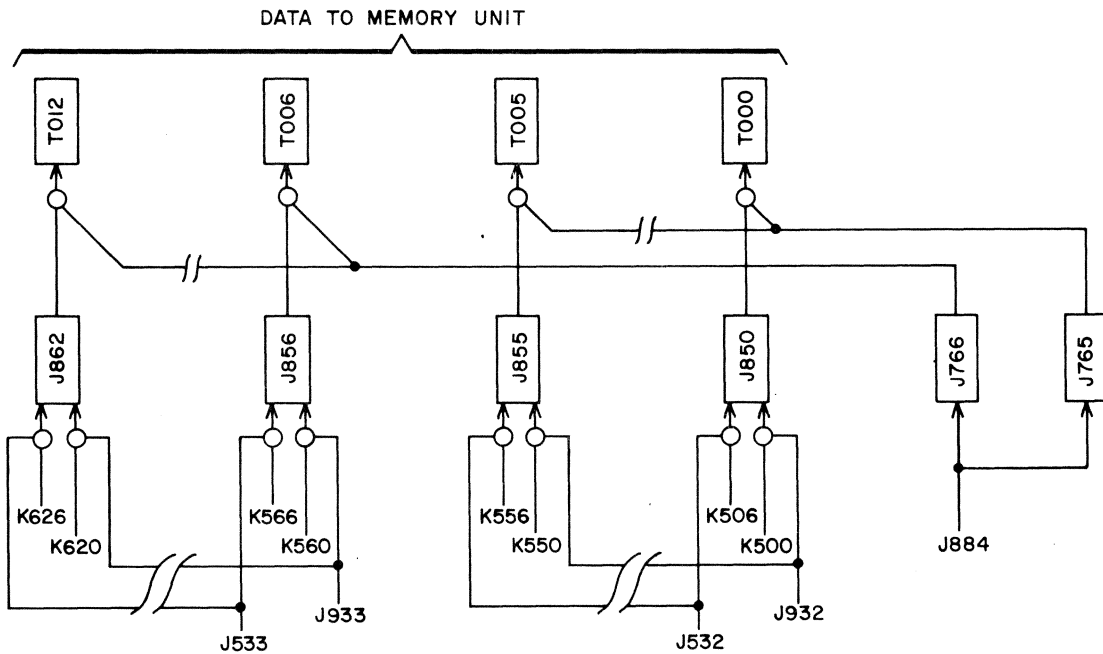 DATA TO MEMORY UNIT
T012 T006 T005 T000
J862 J856 J855 J850 J766 J765
K626 K566 K556 K506
K620 K560 K550 K500 J884
J933 J932
J533 J532